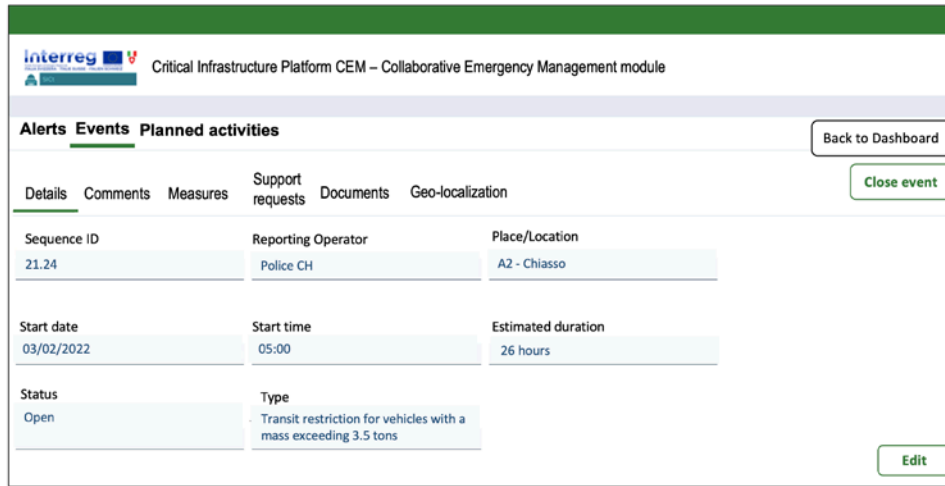 Interreg
SICt
Critical Infrastructure Platform CEM – Collaborative Emergency Management module
Alerts Events Planned activities
Back to Dashboard
Close event
Details Comments Measures Support requests Documents Geo-localization
Sequence ID Reporting Operator Place/Location
21.24 Police CH A2 - Chiasso
Start date Start time Estimated duration
03/02/2022 05:00 26 hours
Status Type
Open Transit restriction for vehicles with a
mass exceeding 3.5 tons
Edit